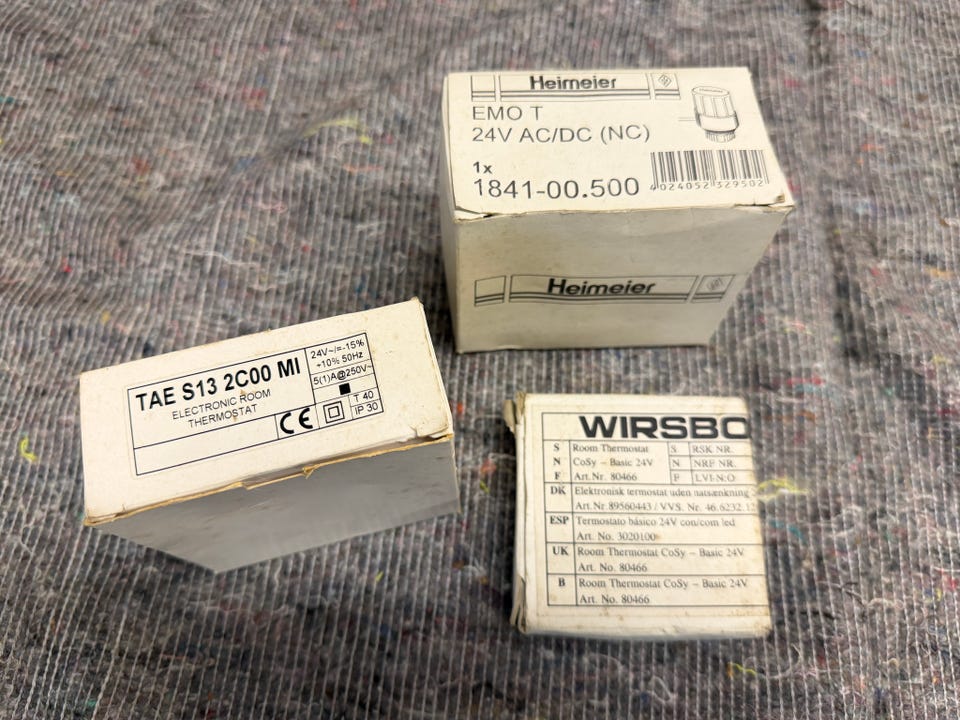 Heimeier
EMO T
24V AC/DC (NC)
1x
1841-00.500
4024052 329502
Heimeier
TAE S13 2C00 MI
ELECTRONIC ROOM
THERMOSTAT
24V~/=-15%
+10% 50Hz
5(1)A@250V~
T 40
IP 30
CE
WIRSBO
S Room Thermostat S RSK NR.
N CoSy – Basic 24V N NRF NR.
F Art. Nr. 80466 F LVI-N:O
DK Elektronisk termostat uden natsænkning
Art. Nr. 89560443 / VVS. Nr. 46.6232.12
ESP Termostato básico 24V con/com led
Art. No. 3020100
UK Room Thermostat CoSy – Basic 24V
Art. No. 80466
B Room Thermostat CoSy – Basic 24V
Art. No. 80466